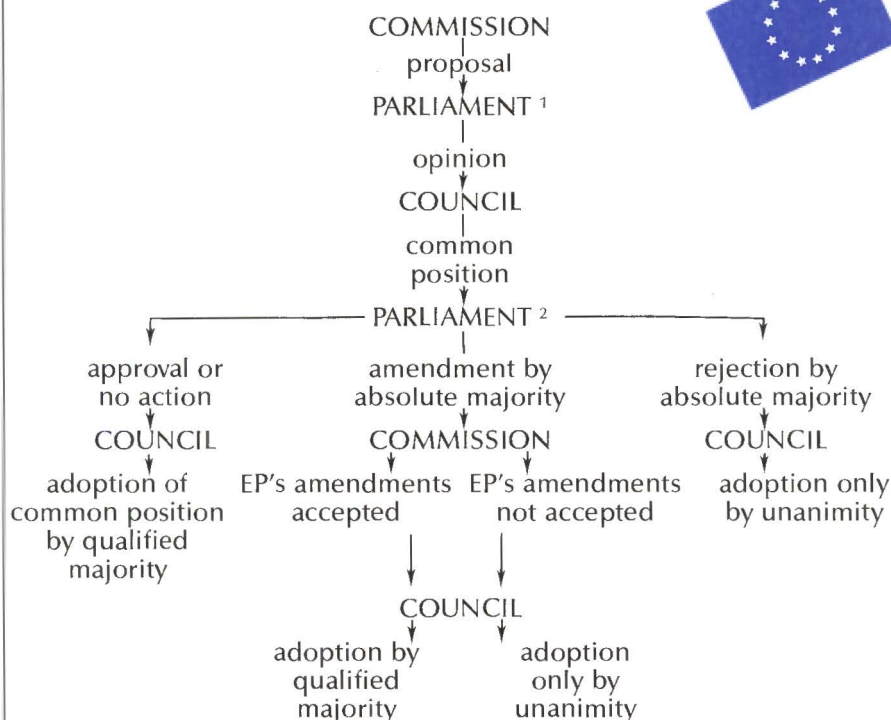 COMMISSION
proposal
PARLIAMENT 1
opinion
COUNCIL
common
position
PARLIAMENT 2
approval or
no action
COUNCIL
adoption of
common position
by qualified
majority
amendment by
absolute majority
COMMISSION
EP's amendments
accepted
EP's amendments
not accepted
COUNCIL
adoption by
qualified
majority
adoption
only by
unanimity
rejection by
absolute majority
COUNCIL
adoption only
by unanimity